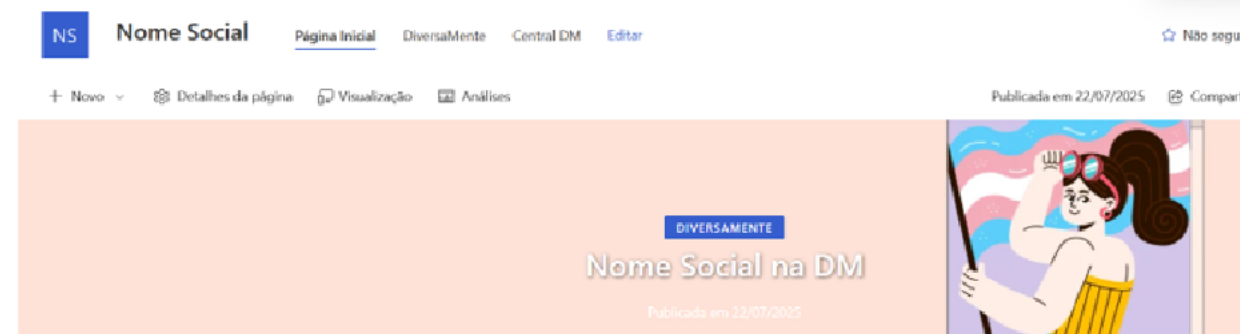 NS Nome Social Página Inicial DiversaMente Central DM Editar ☆ Não segu
+ Novo Detalhes da página Visualização Análises Publicada em 22/07/2025 Compart
DIVERSAMENTE
Nome Social na DM
Publicada em 22/07/2025